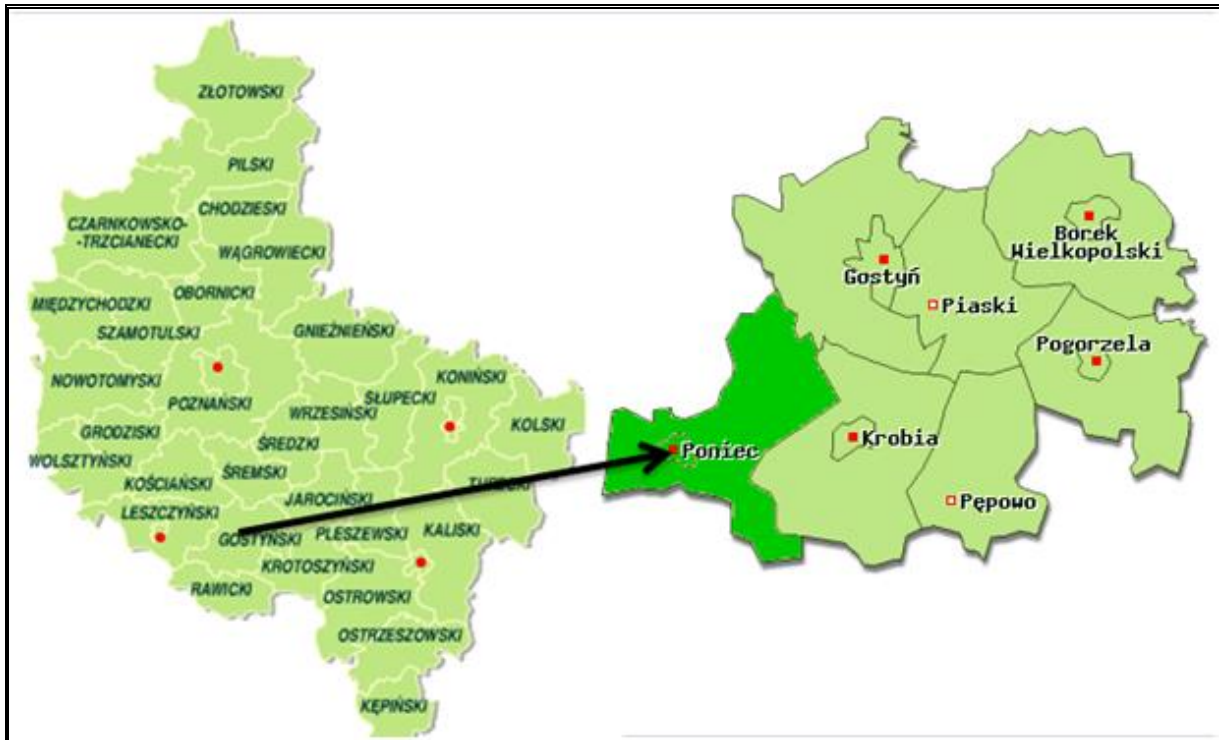 ZŁOTOWSKI
PILSKI
CHODZIESKI
CZARNKOWSKO-
-TRZCIANECKI
WĄGROWIECKI
OBORNICKI
MIĘDZYCHODZKI
SZAMOTULSKI
GNIEŹNIEŃSKI
NOWOTOMYSKI
POZNAŃSKI
WRZESIŃSKI
SŁUPECKI
KONIŃSKI
KOLSKI
GRODZISKI
ŚREDZKI
WOLSZTYŃSKI
KOŚCIAŃSKI
ŚREMSKI
JAROCIŃSKI
TURECKI
LESZCZYŃSKI
GOSTYŃSKI
PLESZEWSKI
KALISKI
KROTOSZYŃSKI
RAWICKI
OSTROWSKI
OSTRZESZOWSKI
KĘPIŃSKI
Borek
Wielkopolski
Gostyń
Piaski
Pogorzela
Krobia
Poniec
Pępowo